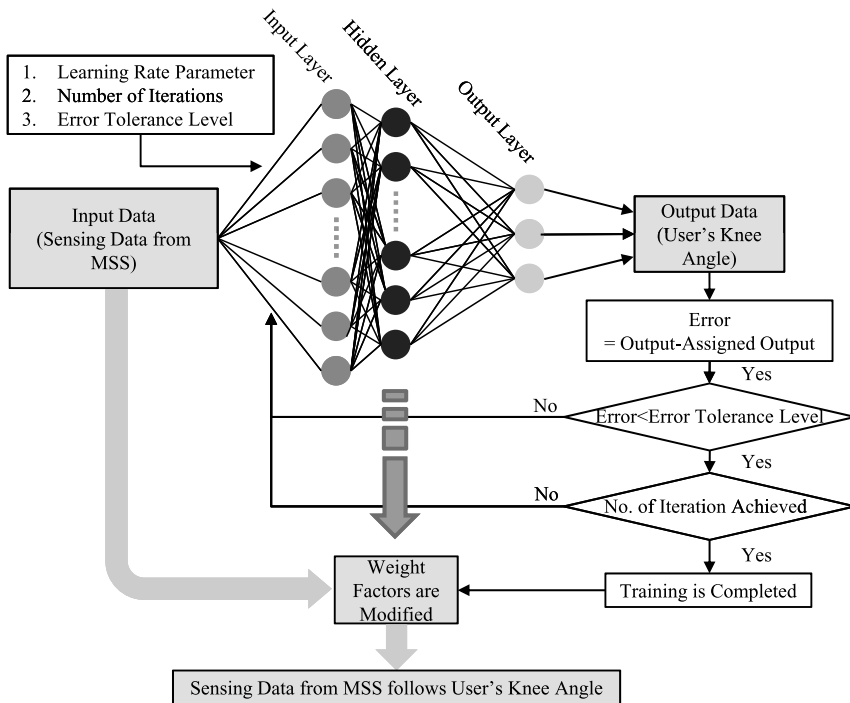 Input Layer
Hidden Layer
Output Layer
1. Learning Rate Parameter
2. Number of Iterations
3. Error Tolerance Level
Input Data
(Sensing Data from
MSS)
Output Data
(User's Knee
Angle)
Error
= Output-Assigned Output
Yes
No
Error<Error Tolerance Level
Yes
No
No. of Iteration Achieved
Yes
Training is Completed
Weight
Factors are
Modified
Sensing Data from MSS follows User's Knee Angle